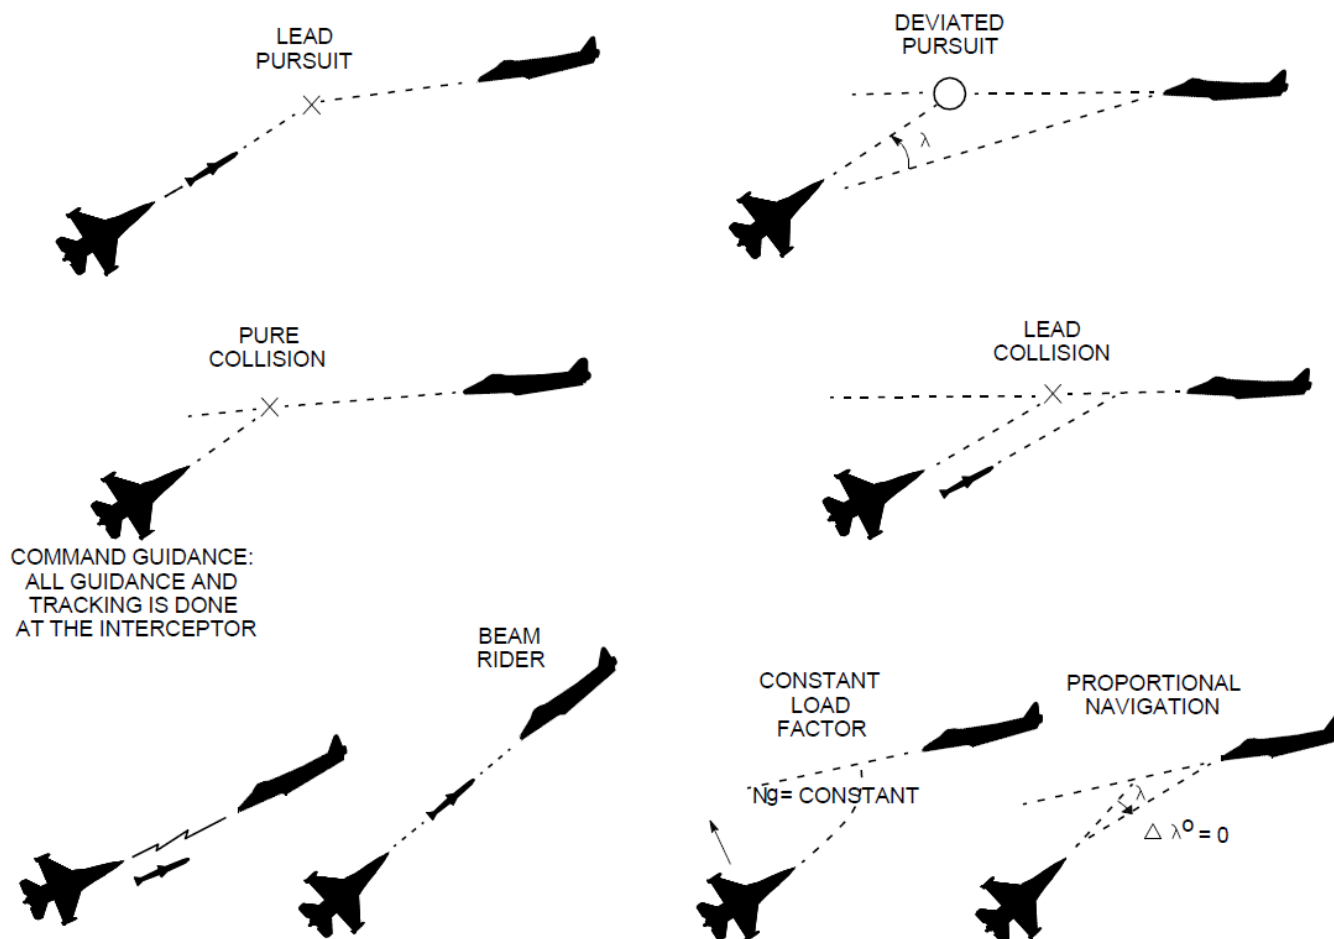 LEAD
PURSUIT
DEVIATED
PURSUIT
λ
PURE
COLLISION
LEAD
COLLISION
COMMAND GUIDANCE:
ALL GUIDANCE AND
TRACKING IS DONE
AT THE INTERCEPTOR
BEAM
RIDER
CONSTANT
LOAD
FACTOR
Ng= CONSTANT
PROPORTIONAL
NAVIGATION
λ
△ λº = 0